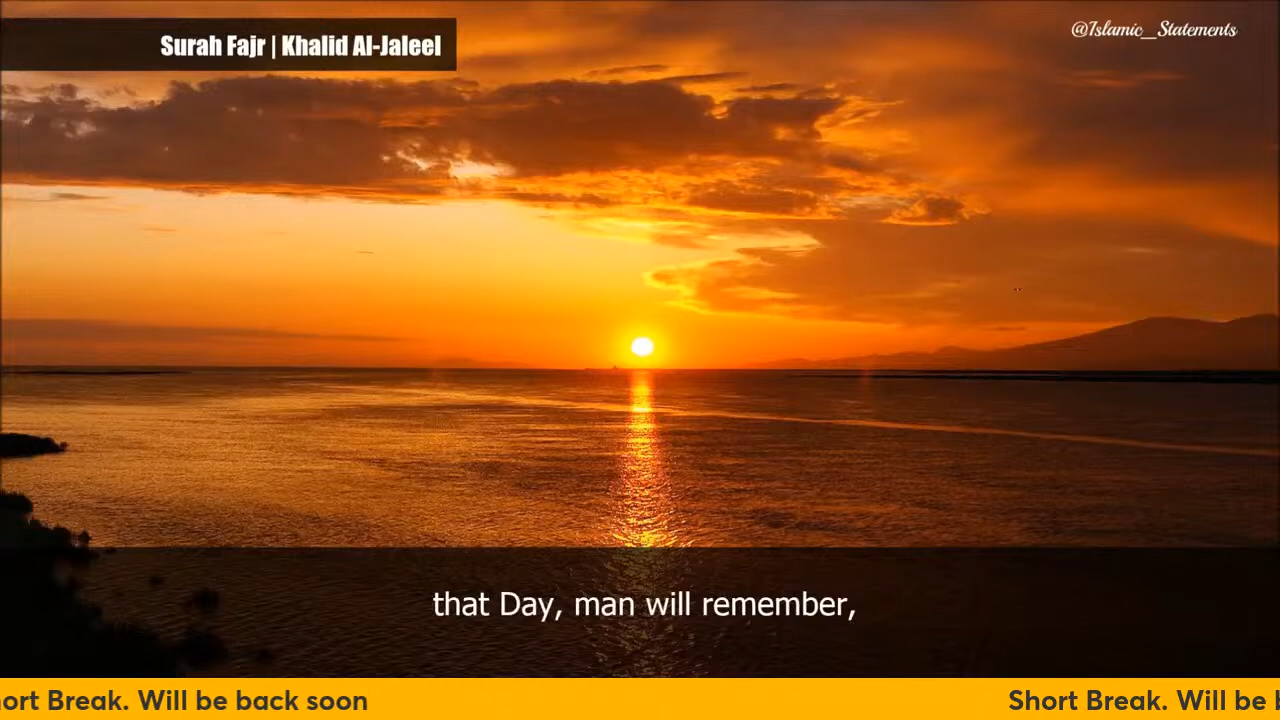 Surah Fajr | Khalid Al-Jaleel
@Islamic_Statements
that Day, man will remember,
ort Break. Will be back soon
Short Break. Will be